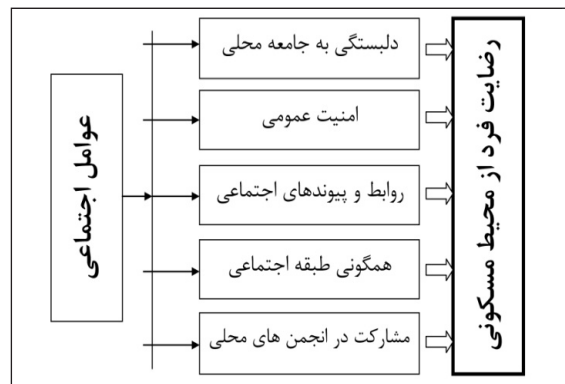 عوامل اجتماعی
دلبستگی به جامعه محلی
امنیت عمومی
روابط و پیوندهای اجتماعی
همگونی طبقه اجتماعی
مشارکت در انجمن های محلی
رضایت فرد از محیط مسکونی